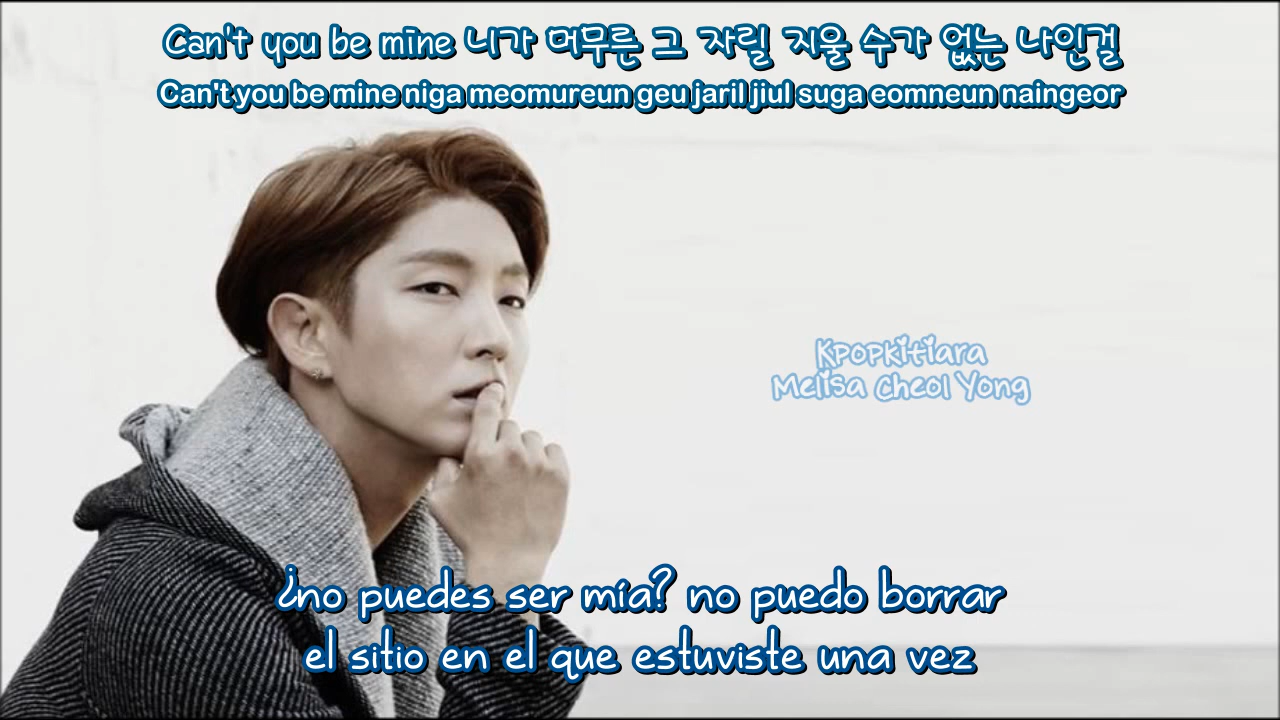 Can't you be mine 니가 머무른 그 자릴 지울 수가 없는 나인걸
Can't you be mine niga meomureun geu jaril jiul suga eomneun naingeor
Kpopkitiara
Melisa Cheol Yong
¿no puedes ser mía? no puedo borrar
el sitio en el que estuviste una vez